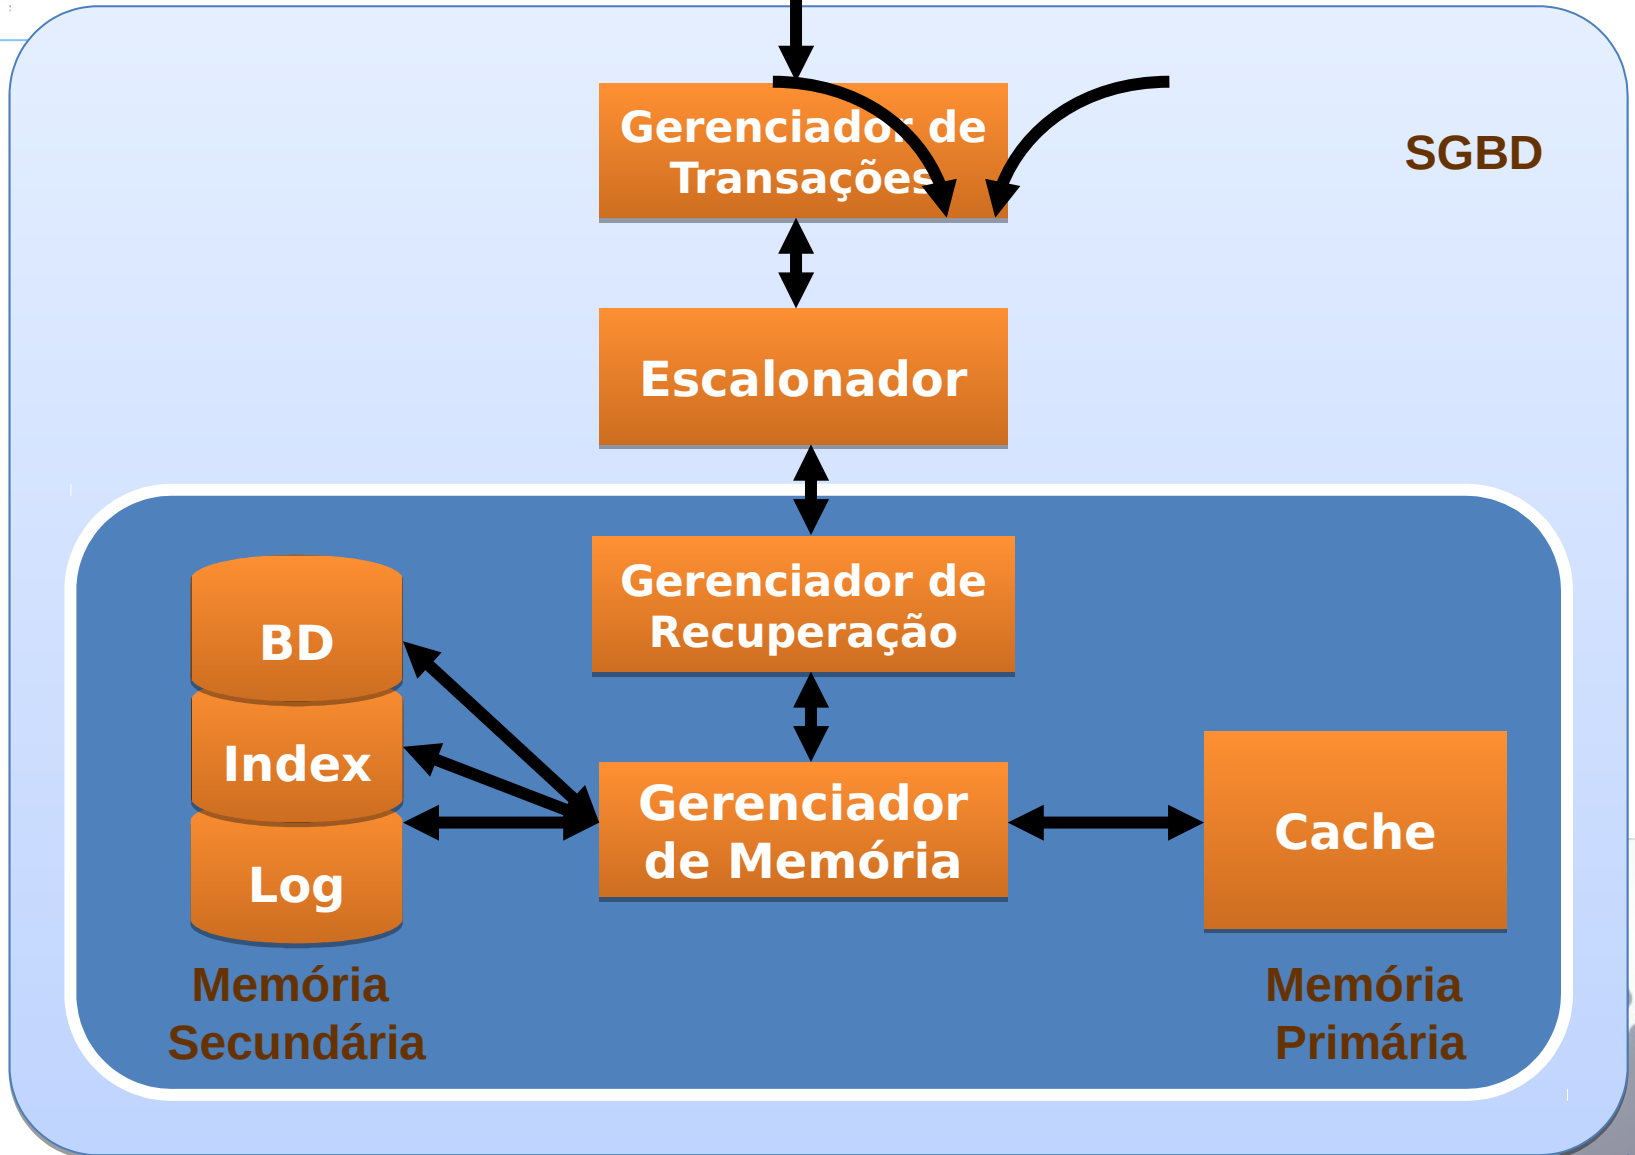 Gerenciador de
Transações
SGBD
Escalonador
Gerenciador de
Recuperação
BD
Index
Log
Gerenciador
de Memória
Cache
Memória
Secundária
Memória
Primária